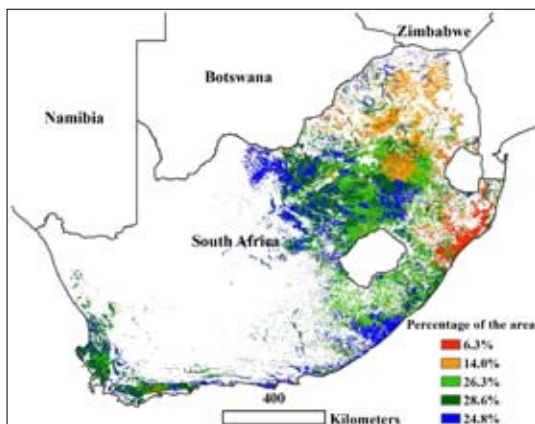 Zimbabwe
Botswana
Namibia
South Africa
Percentage of the area
6.3%
14.0%
26.3%
28.6%
24.8%
400
Kilometers